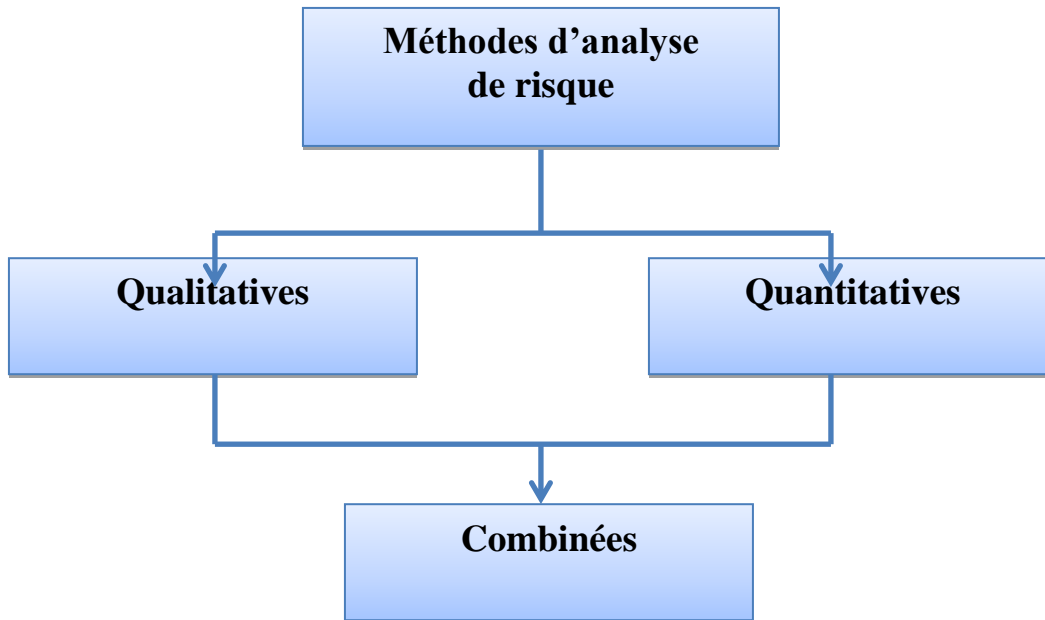 Méthodes d’analyse
de risque
Qualitatives
Quantitatives
Combinées